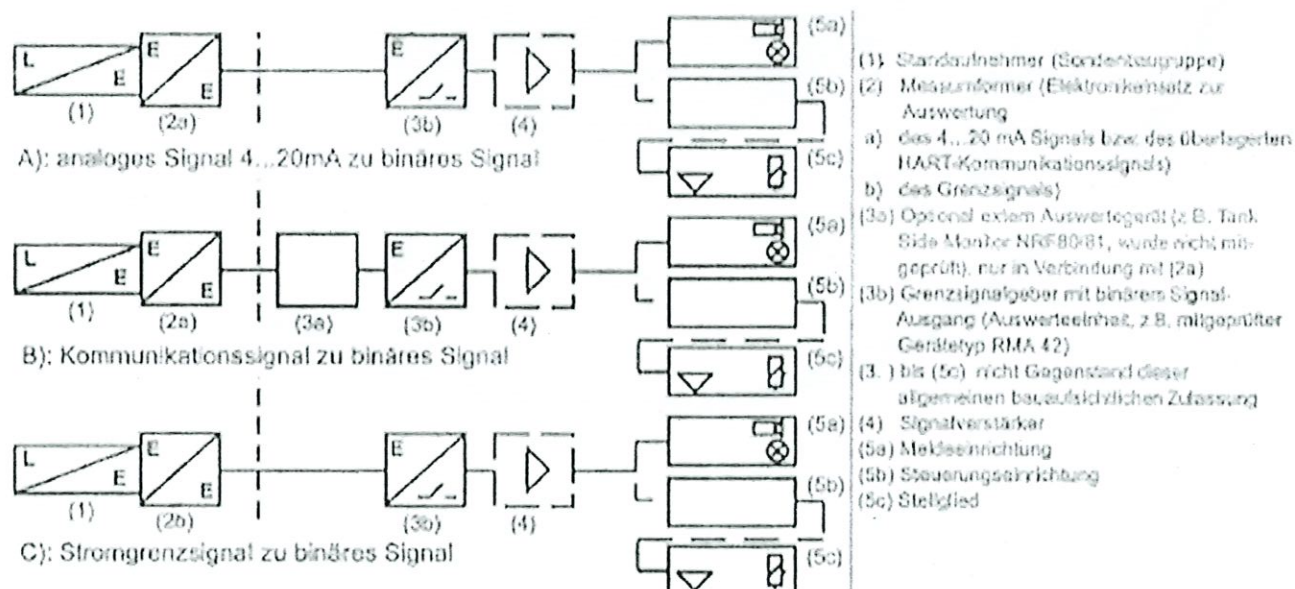 L
E
E
E
E
(1)
(2a)
(3b)
(4)
(5a)
(5b)
(5c)
A): analoges Signal 4...20mA zu binäres Signal
L
E
E
E
E
(1)
(2a)
(3a)
(3b)
(4)
(5a)
(5b)
(5c)
B): Kommunikationssignal zu binäres Signal
L
E
E
E
E
(1)
(2b)
(3b)
(4)
(5a)
(5b)
(5c)
C): Stromgrenzsignal zu binäres Signal
(1) Standaufnehmer (Sondenbaugruppe)
(2) Messumformer (Elektronikeinsatz zur
Auswertung
a) des 4...20 mA Signals bzw. des überlagerten
HART-Kommunikationssignals)
b) des Grenzsignals)
(3a) Optional extern Auswertegerät (z.B. Tank
Side Monitor NRF80/81, wurde nicht mit-
geprüft), nur in Verbindung mit (2a)
(3b) Grenzsignalgeber mit binärem Signal-
Ausgang (Auswerteeinheit, z.B. mitgeprüfter
Gerätetyp RMA 42)
(3. ) bis (5c) nicht Gegenstand dieser
allgemeinen bauaufsichtlichen Zulassung
(4) Signalverstärker
(5a) Meldeeinrichtung
(5b) Steuerungseinrichtung
(5c) Stellglied